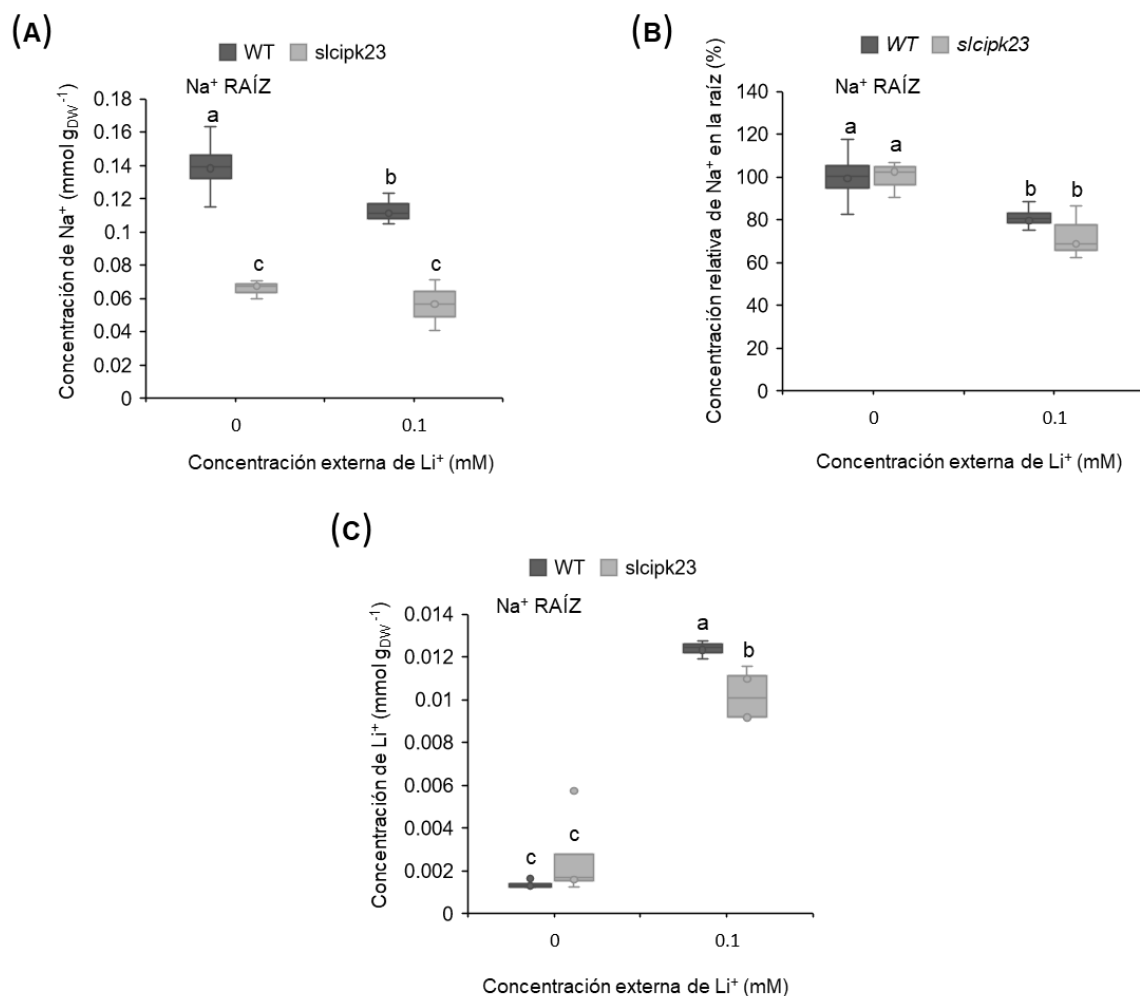 (A)
WT slcipk23
Na⁺ RAÍZ
Concentración de Na⁺ (mmol g_DW⁻¹)
0.18
0.16
0.14
0.12
0.1
0.08
0.06
0.04
0.02
0
a
b
c
c
0 0.1
Concentración externa de Li⁺ (mM)
(B)
WT slcipk23
Na⁺ RAÍZ
Concentración relativa de Na⁺ en la raíz (%)
140
120
100
80
60
40
20
0
a a
b b
0 0.1
Concentración externa de Li⁺ (mM)
(C)
WT slcipk23
Na⁺ RAÍZ
Concentración de Li⁺ (mmol g_DW⁻¹)
0.014
0.012
0.01
0.008
0.006
0.004
0.002
0
a
b
c
c
0 0.1
Concentración externa de Li⁺ (mM)